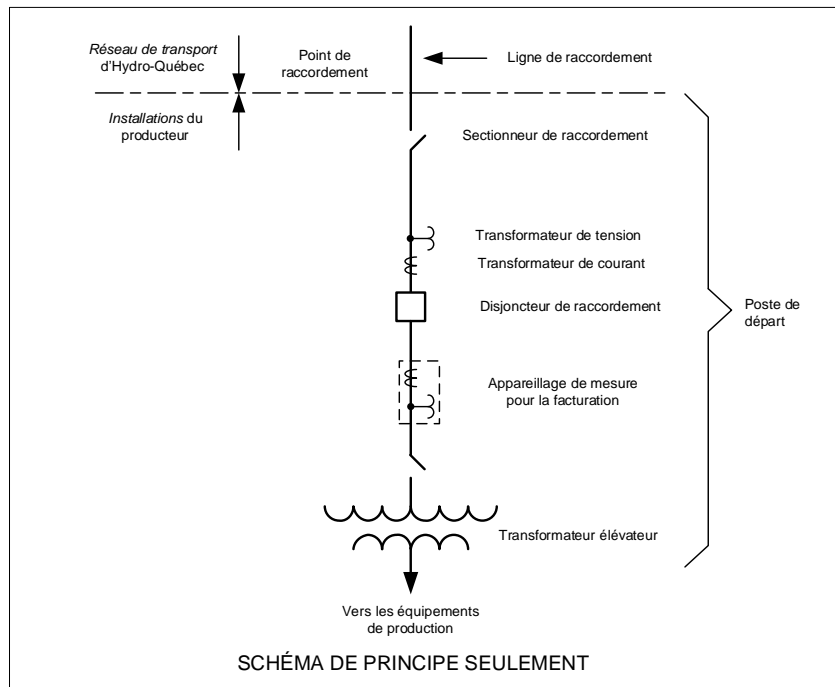 Réseau de transport
d'Hydro-Québec
Point de
raccordement
Ligne de raccordement
Installations du
producteur
Sectionneur de raccordement
Transformateur de tension
Transformateur de courant
Disjoncteur de raccordement
Poste de
départ
Appareillage de mesure
pour la facturation
Transformateur élévateur
Vers les équipements
de production
SCHÉMA DE PRINCIPE SEULEMENT